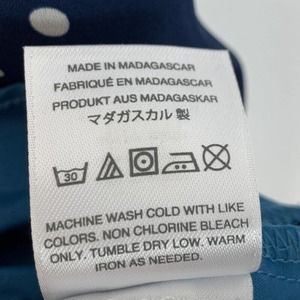 MADE IN MADAGASCAR
FABRIQUÉ EN MADAGASCAR
PRODUKT AUS MADAGASKAR
マダガスカル製
30
MACHINE WASH COLD WITH LIKE
COLORS. NON CHLORINE BLEACH
ONLY. TUMBLE DRY LOW. WARM
IRON AS NEEDED.